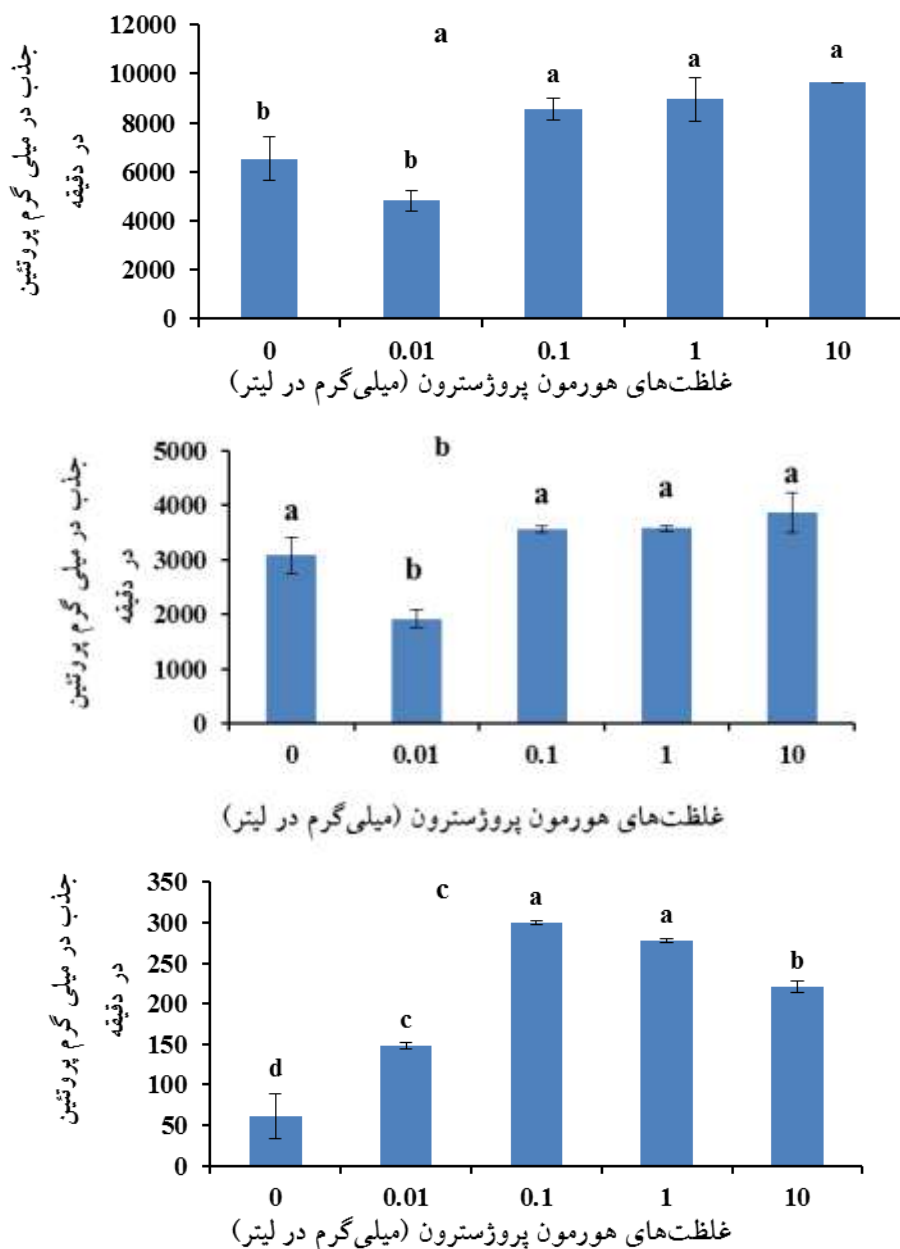 جذب در میلی گرم پروتئین
در دقیقه
12000
10000
8000
6000
4000
2000
0
a
b
b
a
a
a
0 0.01 0.1 1 10
غلظت‌های هورمون پروژسترون (میلی‌گرم در لیتر)
جذب در میلی گرم پروتئین
در دقیقه
5000
4000
3000
2000
1000
0
b
a
b
a
a
a
0 0.01 0.1 1 10
غلظت‌های هورمون پروژسترون (میلی‌گرم در لیتر)
جذب در میلی گرم پروتئین
در دقیقه
350
300
250
200
150
100
50
0
c
d
c
a
a
b
0 0.01 0.1 1 10
غلظت‌های هورمون پروژسترون (میلی‌گرم در لیتر)